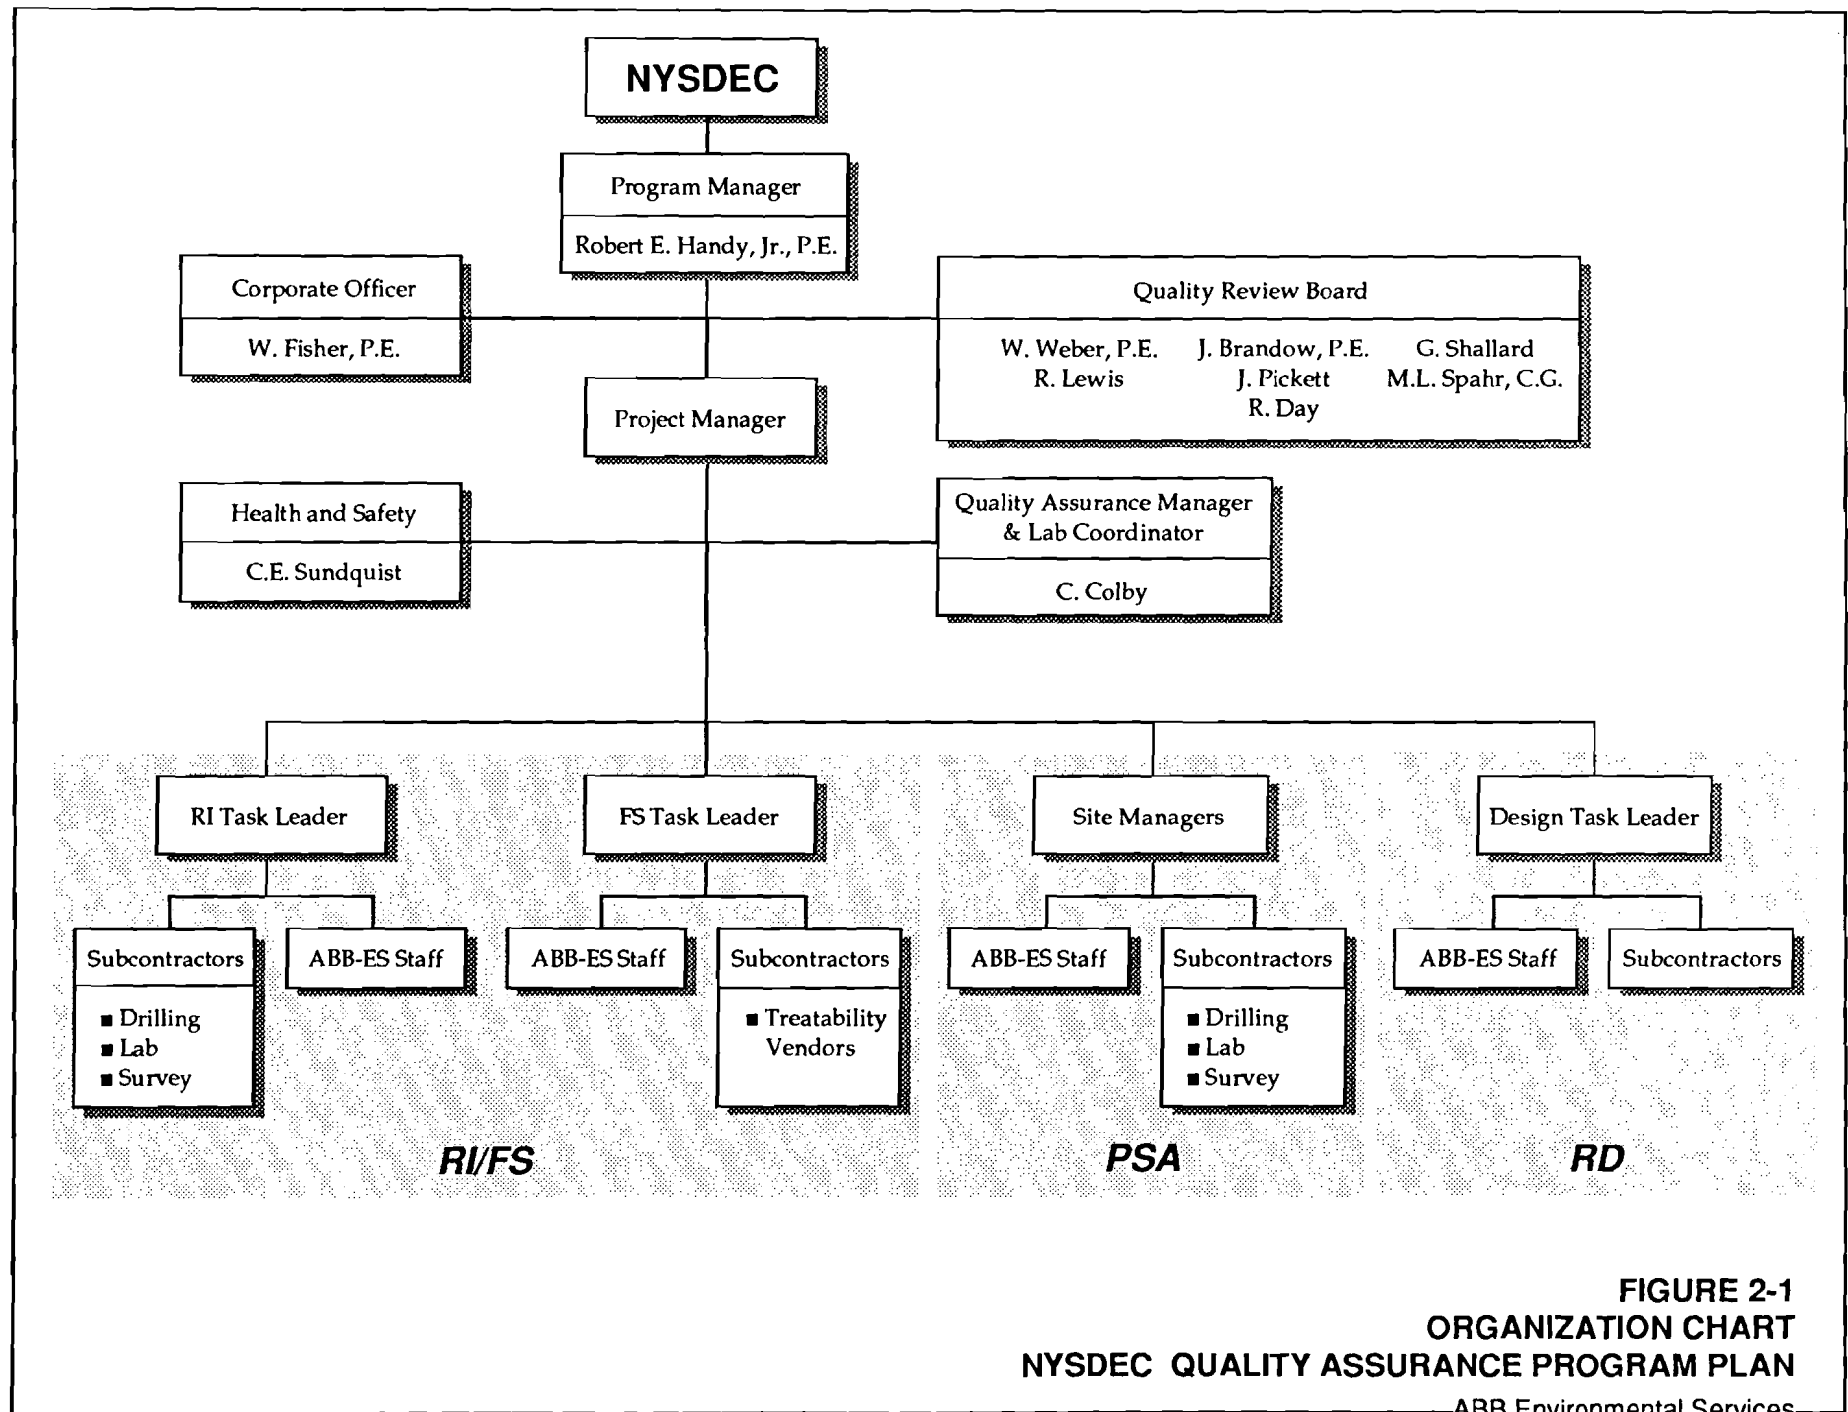 NYSDEC
Program Manager
Robert E. Handy, Jr., P.E.
Corporate Officer
W. Fisher, P.E.
Quality Review Board
W. Weber, P.E. J. Brandow, P.E. G. Shallard
R. Lewis J. Pickett M.L. Spahr, C.G.
R. Day
Project Manager
Health and Safety
C.E. Sundquist
Quality Assurance Manager
& Lab Coordinator
C. Colby
RI Task Leader
FS Task Leader
Site Managers
Design Task Leader
Subcontractors
■ Drilling
■ Lab
■ Survey
ABB-ES Staff
ABB-ES Staff
Subcontractors
■ Treatability
Vendors
ABB-ES Staff
Subcontractors
■ Drilling
■ Lab
■ Survey
ABB-ES Staff
Subcontractors
RI/FS
PSA
RD
FIGURE 2-1
ORGANIZATION CHART
NYSDEC QUALITY ASSURANCE PROGRAM PLAN
ABB Environmental Services